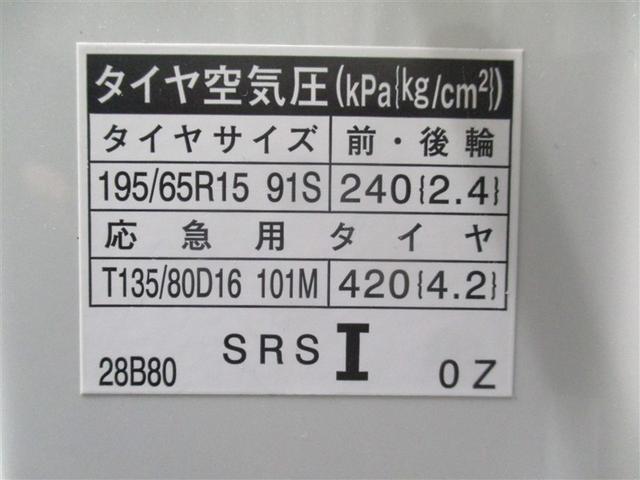 タイヤ空気圧(kPa{kg/cm²})
タイヤサイズ 前・後輪
195/65R15 91S 240{2.4}
応急用タイヤ
T135/80D16 101M 420{4.2}
28B80 SRS I 0Z